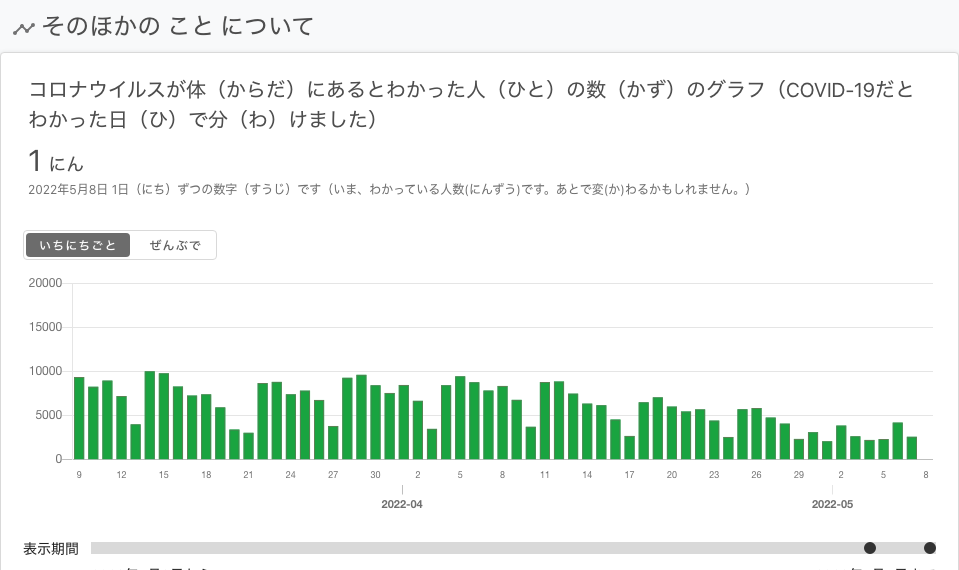 そのほかの こと について
コロナウイルスが体（からだ）にあるとわかった人（ひと）の数（かず）のグラフ（COVID-19だと
わかった日（ひ）で分（わ）けました）
1 にん
2022年5月8日 1日（にち）ずつの数字（すうじ）です（いま、わかっている人数(にんずう)です。あとで変(か)わるかもしれません。）
いちにちごと ぜんぶで
20000
15000
10000
5000
0
9 12 15 18 21 24 27 30 2 5 8 11 14 17 20 23 26 29 2 5 8
2022-04 2022-05
表示期間